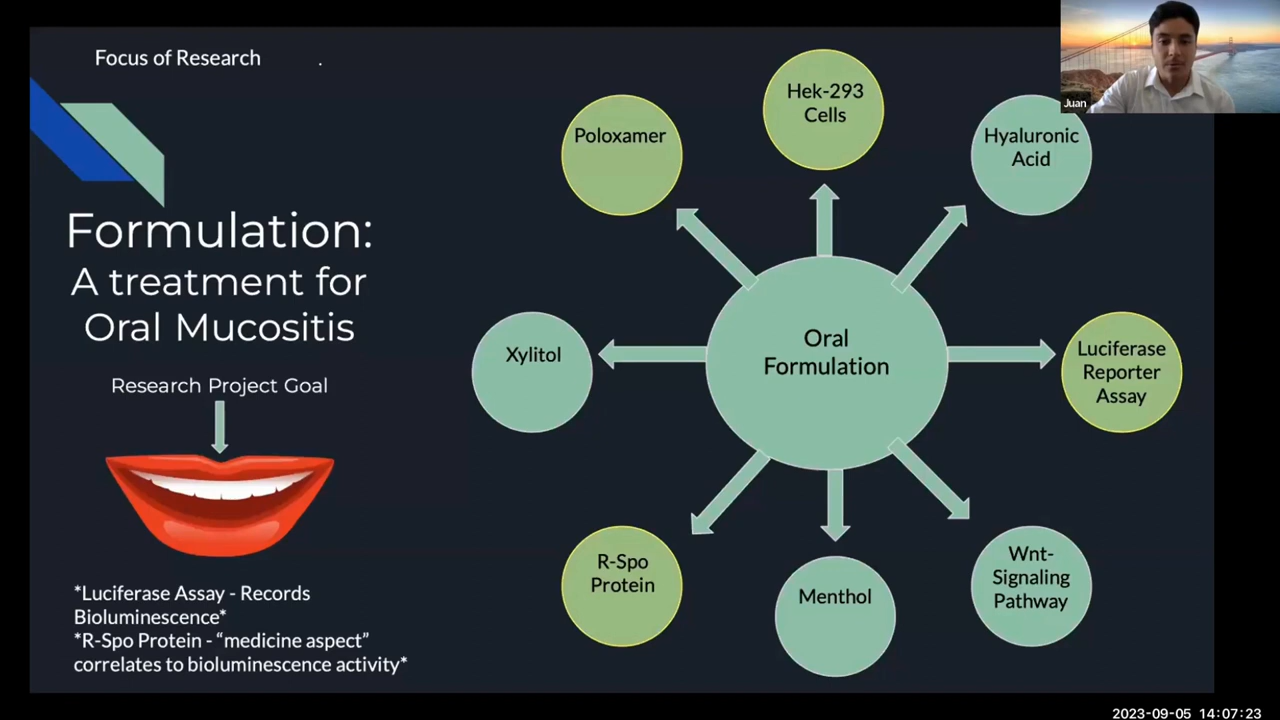 Focus of Research .
Formulation:
A treatment for
Oral Mucositis
Research Project Goal
*Luciferase Assay - Records
Bioluminescence*
*R-Spo Protein - “medicine aspect”
correlates to bioluminescence activity*
Poloxamer
Hek-293
Cells
Hyaluronic
Acid
Xylitol
Oral
Formulation
Luciferase
Reporter
Assay
R-Spo
Protein
Menthol
Wnt-
Signaling
Pathway
Juan
2023-09-05 14:07:23